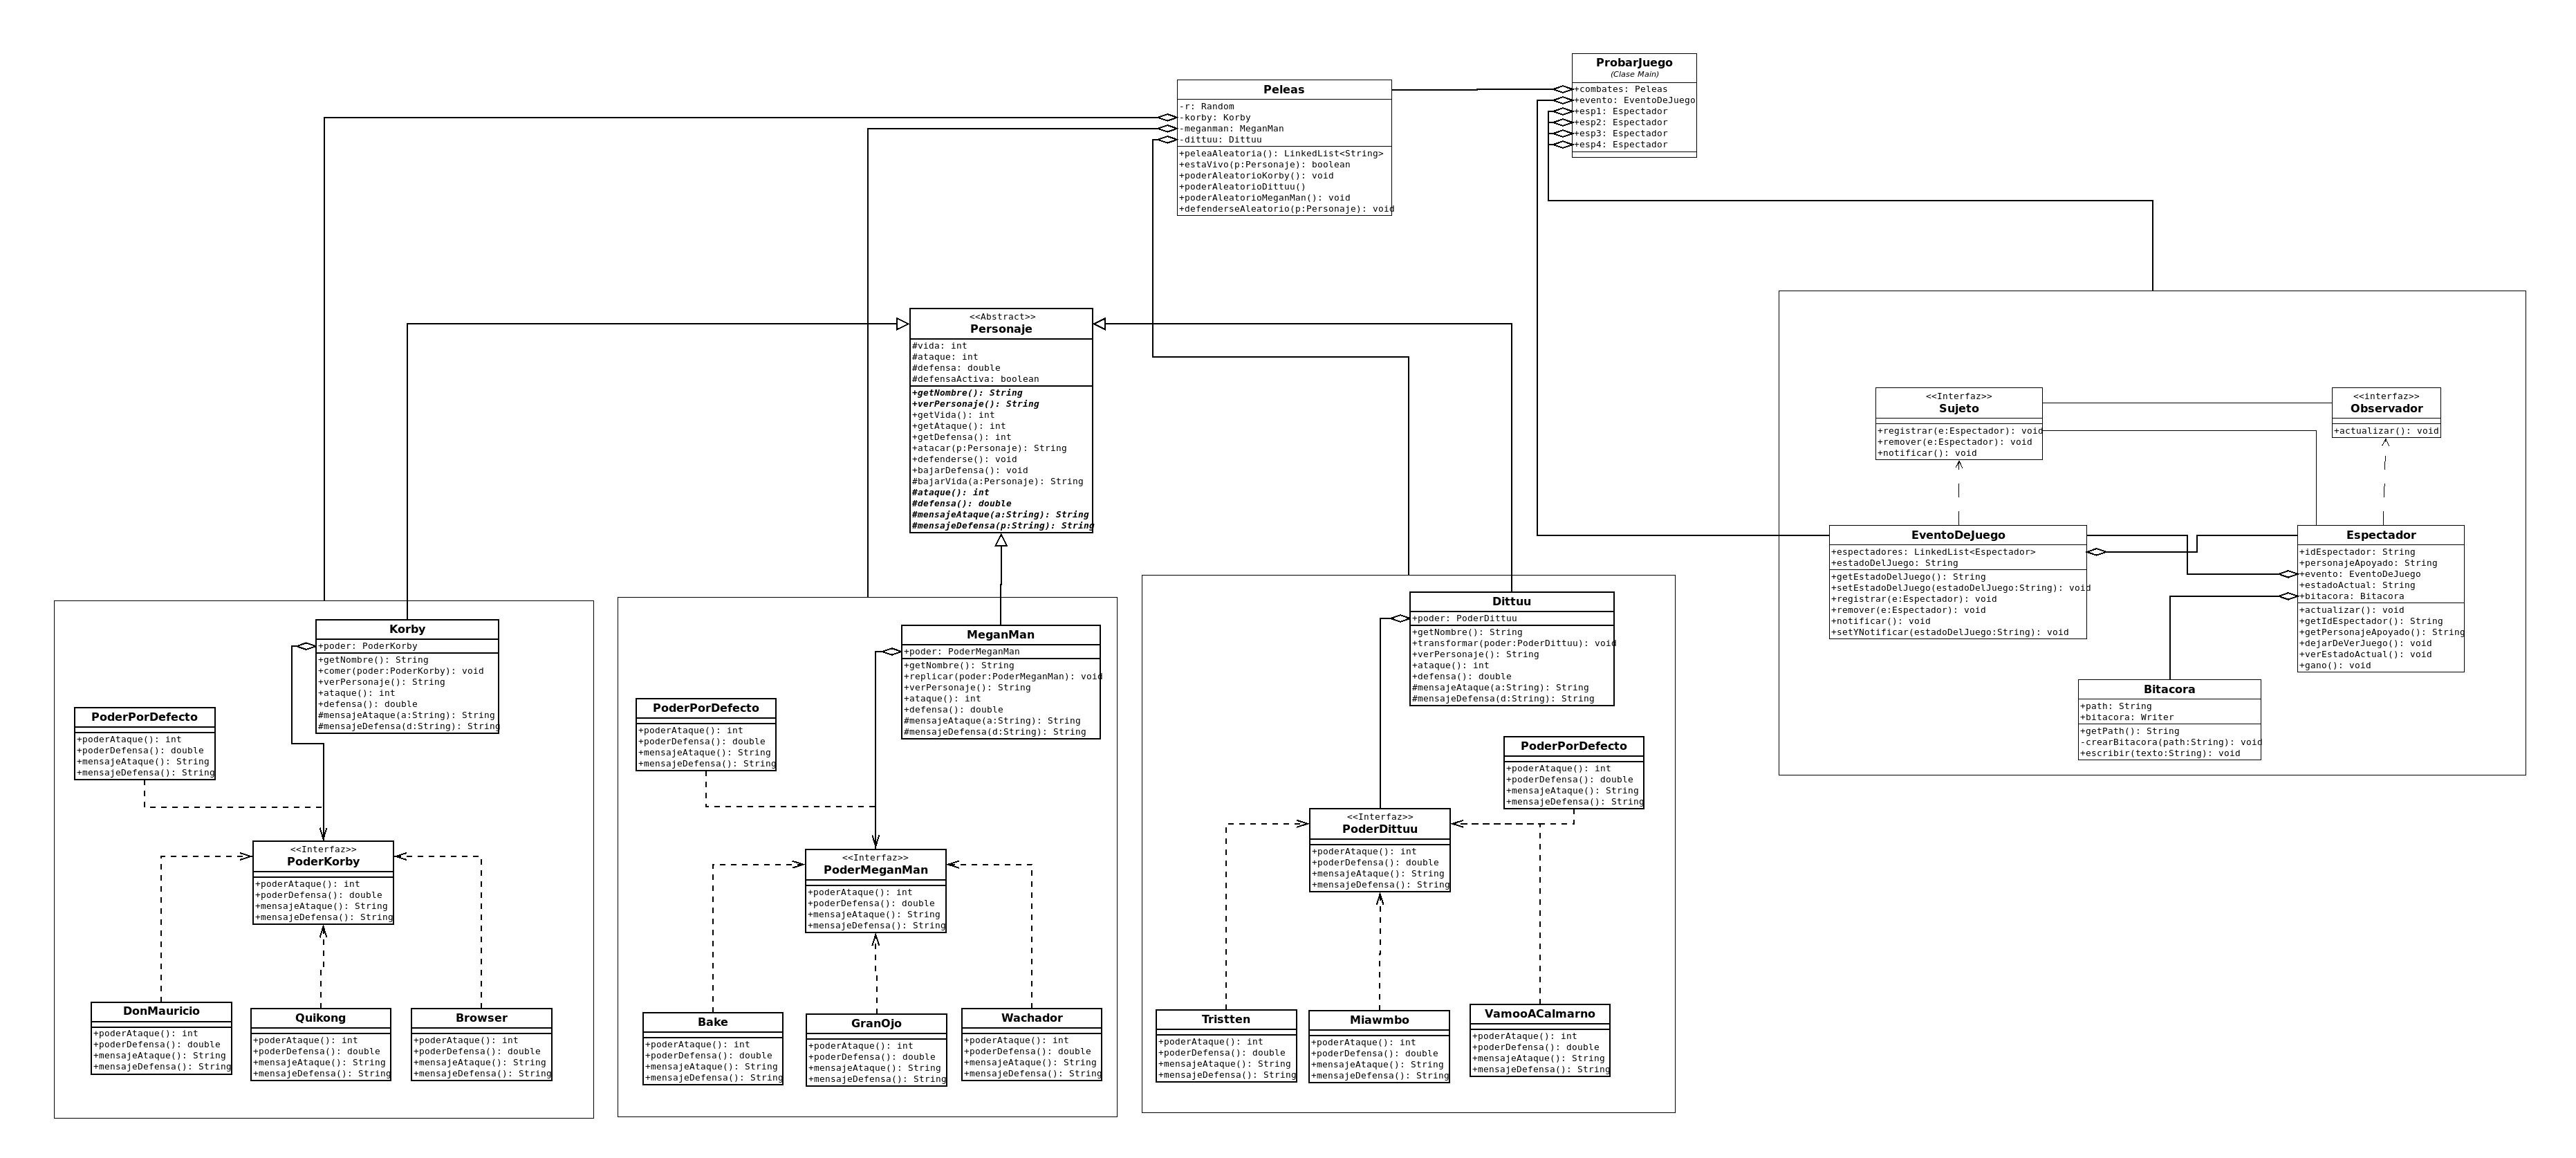 ProbarJuego
(Clase Main)
+combates: Peleas
+evento: EventoDeJuego
+esp1: Espectador
+esp2: Espectador
+esp3: Espectador
+esp4: Espectador
Peleas
-r: Random
-korby: Korby
-meganman: MeganMan
-dittuu: Dittuu
+peleaAleatoria(): LinkedList<String>
+estaVivo(p:Personaje): boolean
+poderAleatorioKorby(): void
+poderAleatorioDittuu()
+poderAleatorioMeganMan(): void
+defenderseAleatorio(p:Personaje): void
<<Abstract>>
Personaje
#vida: int
#ataque: int
#defensa: double
#defensaActiva: boolean
+getNombre(): String
+verPersonaje(): String
+getVida(): int
+getAtaque(): int
+getDefensa(): int
+atacar(p:Personaje): String
+defenderse(): void
+bajarDefensa(): void
#bajarVida(a:Personaje): String
#ataque(): int
#defensa(): double
#mensajeAtaque(a:String): String
#mensajeDefensa(p:String): String
<<Interfaz>>
Sujeto
+registrar(e:Espectador): void
+remover(e:Espectador): void
+notificar(): void
<<interfaz>>
Observador
+actualizar(): void
EventoDeJuego
+espectadores: LinkedList<Espectador>
+estadoDelJuego: String
+getEstadoDelJuego(): String
+setEstadoDelJuego(estadoDelJuego:String): void
+registrar(e:Espectador): void
+remover(e:Espectador): void
+notificar(): void
+setYNotificar(estadoDelJuego:String): void
Espectador
+idEspectador: String
+personajeApoyado: String
+evento: EventoDeJuego
+estadoActual: String
+bitacora: Bitacora
+actualizar(): void
+getIdEspectador(): String
+getPersonajeApoyado(): String
+dejarDeVerJuego(): void
+verEstadoActual(): void
+gano(): void
Bitacora
+path: String
+bitacora: Writer
+getPath(): String
-crearBitacora(path:String): void
+escribir(texto:String): void
Korby
+poder: PoderKorby
+getNombre(): String
+comer(poder:PoderKorby): void
+verPersonaje(): String
+ataque(): int
+defensa(): double
#mensajeAtaque(a:String): String
#mensajeDefensa(d:String): String
PoderPorDefecto
+poderAtaque(): int
+poderDefensa(): double
+mensajeAtaque(): String
+mensajeDefensa(): String
<<Interfaz>>
PoderKorby
+poderAtaque(): int
+poderDefensa(): double
+mensajeAtaque(): String
+mensajeDefensa(): String
DonMauricio
+poderAtaque(): int
+poderDefensa(): double
+mensajeAtaque(): String
+mensajeDefensa(): String
Quikong
+poderAtaque(): int
+poderDefensa(): double
+mensajeAtaque(): String
+mensajeDefensa(): String
Browser
+poderAtaque(): int
+poderDefensa(): double
+mensajeAtaque(): String
+mensajeDefensa(): String
MeganMan
+poder: PoderMeganMan
+getNombre(): String
+replicar(poder:PoderMeganMan): void
+verPersonaje(): String
+ataque(): int
+defensa(): double
#mensajeAtaque(a:String): String
#mensajeDefensa(d:String): String
PoderPorDefecto
+poderAtaque(): int
+poderDefensa(): double
+mensajeAtaque(): String
+mensajeDefensa(): String
<<Interfaz>>
PoderMeganMan
+poderAtaque(): int
+poderDefensa(): double
+mensajeAtaque(): String
+mensajeDefensa(): String
Bake
+poderAtaque(): int
+poderDefensa(): double
+mensajeAtaque(): String
+mensajeDefensa(): String
GranOjo
+poderAtaque(): int
+poderDefensa(): double
+mensajeAtaque(): String
+mensajeDefensa(): String
Wachador
+poderAtaque(): int
+poderDefensa(): double
+mensajeAtaque(): String
+mensajeDefensa(): String
Dittuu
+poder: PoderDittuu
+getNombre(): String
+transformar(poder:PoderDittuu): void
+verPersonaje(): String
+ataque(): int
+defensa(): double
#mensajeAtaque(a:String): String
#mensajeDefensa(d:String): String
PoderPorDefecto
+poderAtaque(): int
+poderDefensa(): double
+mensajeAtaque(): String
+mensajeDefensa(): String
<<Interfaz>>
PoderDittuu
+poderAtaque(): int
+poderDefensa(): double
+mensajeAtaque(): String
+mensajeDefensa(): String
Tristten
+poderAtaque(): int
+poderDefensa(): double
+mensajeAtaque(): String
+mensajeDefensa(): String
Miawmbo
+poderAtaque(): int
+poderDefensa(): double
+mensajeAtaque(): String
+mensajeDefensa(): String
VamooACalmarno
+poderAtaque(): int
+poderDefensa(): double
+mensajeAtaque(): String
+mensajeDefensa(): String